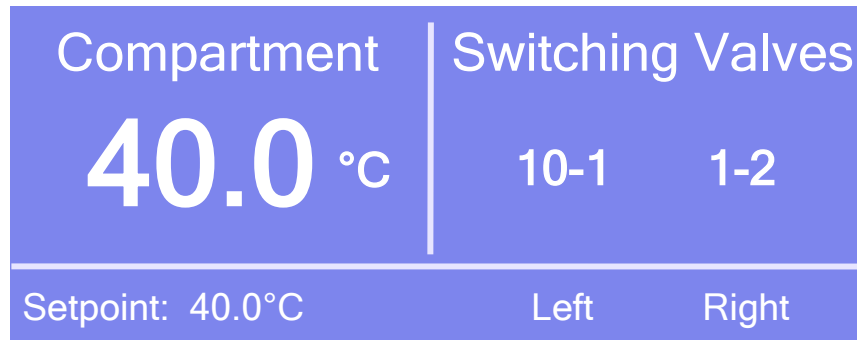 Compartment
40.0 °C
Switching Valves
10-1 1-2
Setpoint: 40.0°C
Left Right